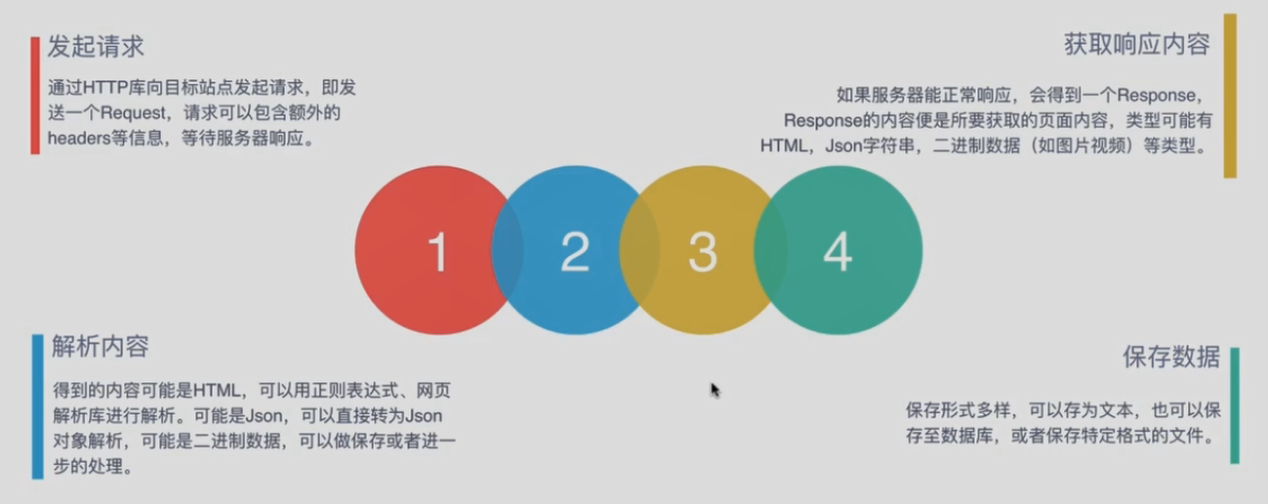 发起请求
通过HTTP库向目标站点发起请求，即发
送一个Request，请求可以包含额外的
headers等信息，等待服务器响应。
获取响应内容
如果服务器能正常响应，会得到一个Response，
Response的内容便是所要获取的页面内容，类型可能有
HTML，Json字符串，二进制数据（如图片视频）等类型。
1
2
3
4
解析内容
得到的内容可能是HTML，可以用正则表达式、网页
解析库进行解析。可能是Json，可以直接转为Json
对象解析，可能是二进制数据，可以做保存或者进一
步的处理。
保存数据
保存形式多样，可以存为文本，也可以保
存至数据库，或者保存特定格式的文件。